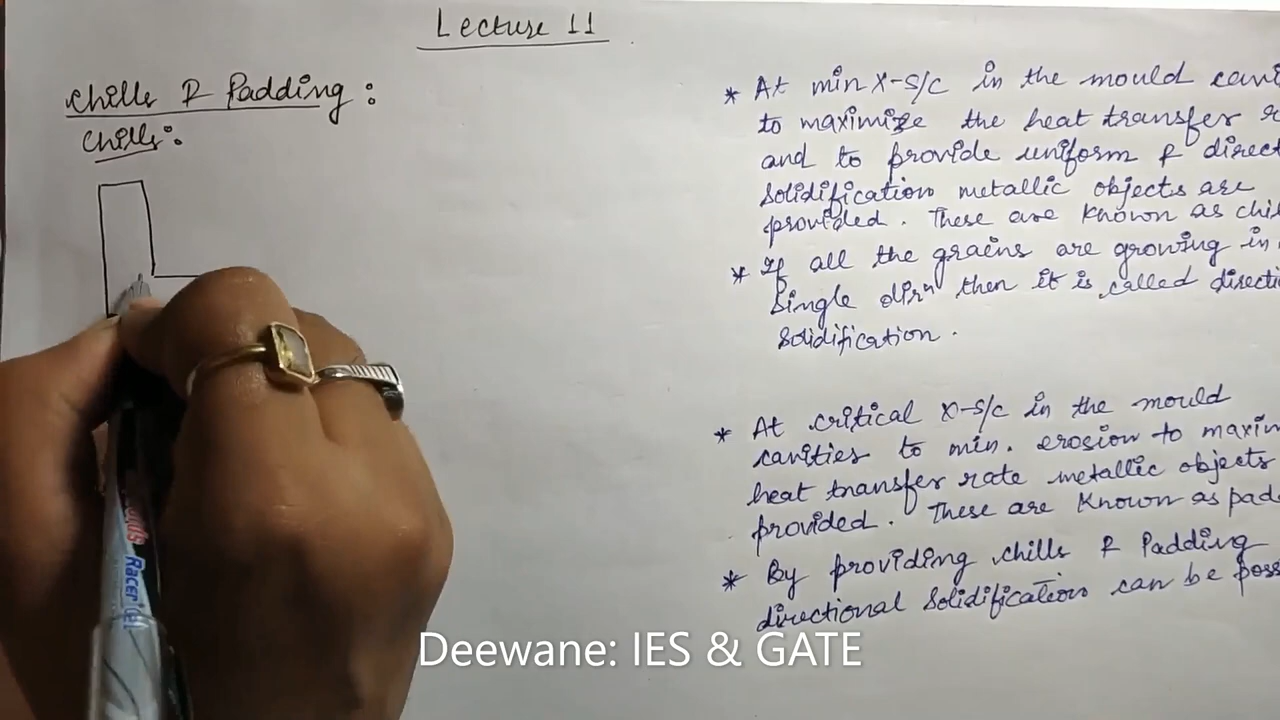 Lecture 11
Chills & Padding :
Chills:
* At min X-S/C in the mould
to maximize the heat transfer
and to provide uniform &
Solidification metallic objects are
provided. These are known as
* If all the grains are growing in
Single dirn then it is called
Solidification.
* At critical X-S/C in the mould
cavities to min. erosion to
heat transfer rate metallic objects
provided. These are Known as
* By providing chills & Padding
directional Solidification can be
Racer gel
Deewane: IES & GATE